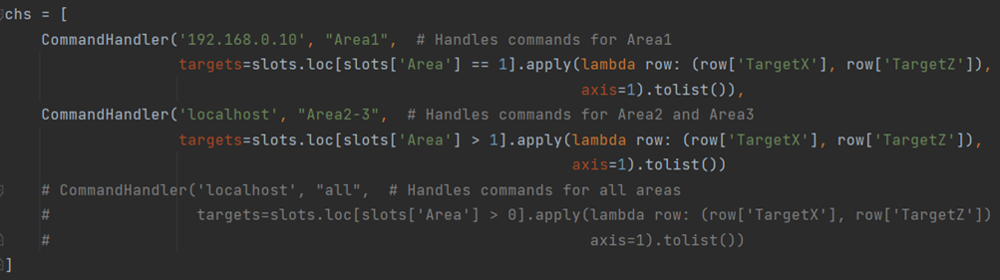 chs = [
CommandHandler('192.168.0.10', "Area1",  # Handles commands for Area1
targets=slots.loc[slots['Area'] == 1].apply(lambda row: (row['TargetX'], row['TargetZ']),
axis=1).tolist()),
CommandHandler('localhost', "Area2-3",  # Handles commands for Area2 and Area3
targets=slots.loc[slots['Area'] > 1].apply(lambda row: (row['TargetX'], row['TargetZ']),
axis=1).tolist())
# CommandHandler('localhost', "all",  # Handles commands for all areas
#                targets=slots.loc[slots['Area'] > 0].apply(lambda row: (row['TargetX'], row['TargetZ'])
#                                                           axis=1).tolist())
]